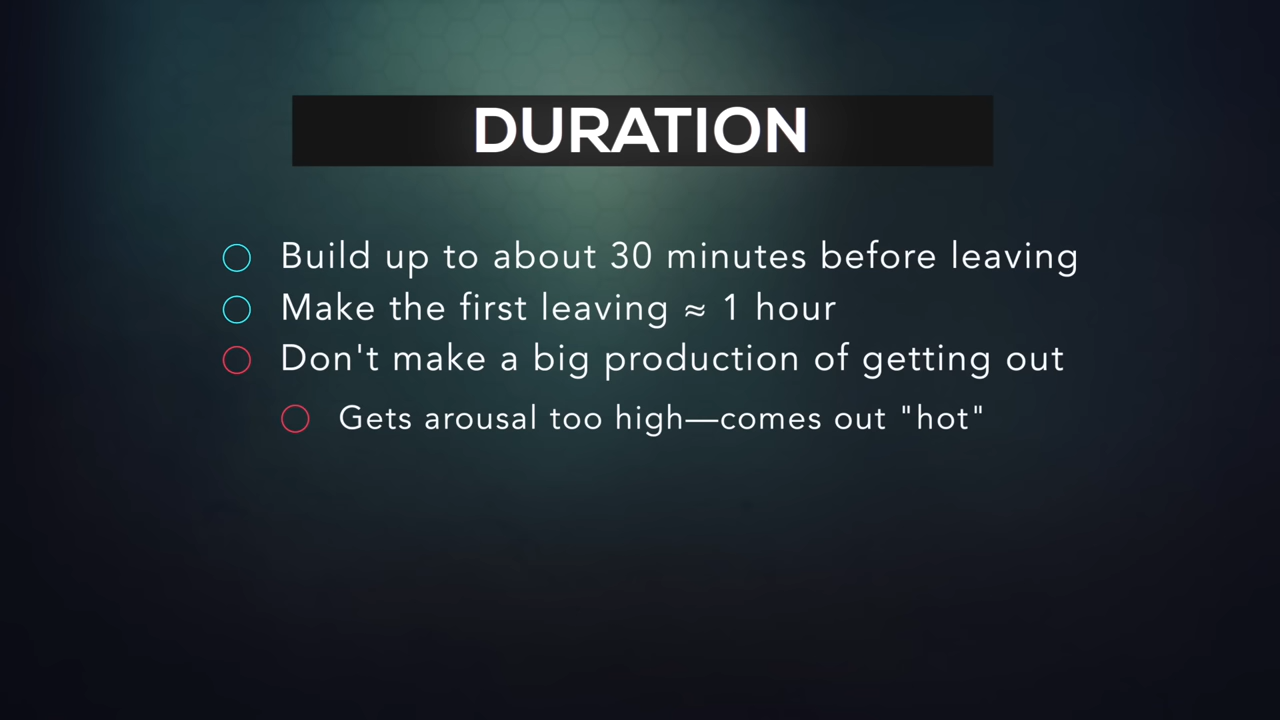 DURATION
Build up to about 30 minutes before leaving
Make the first leaving ≈ 1 hour
Don't make a big production of getting out
Gets arousal too high—comes out "hot"